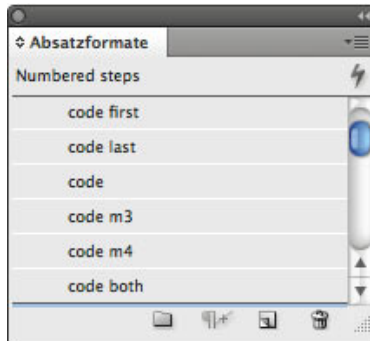 Absatzformate
Numbered steps
code first
code last
code
code m3
code m4
code both